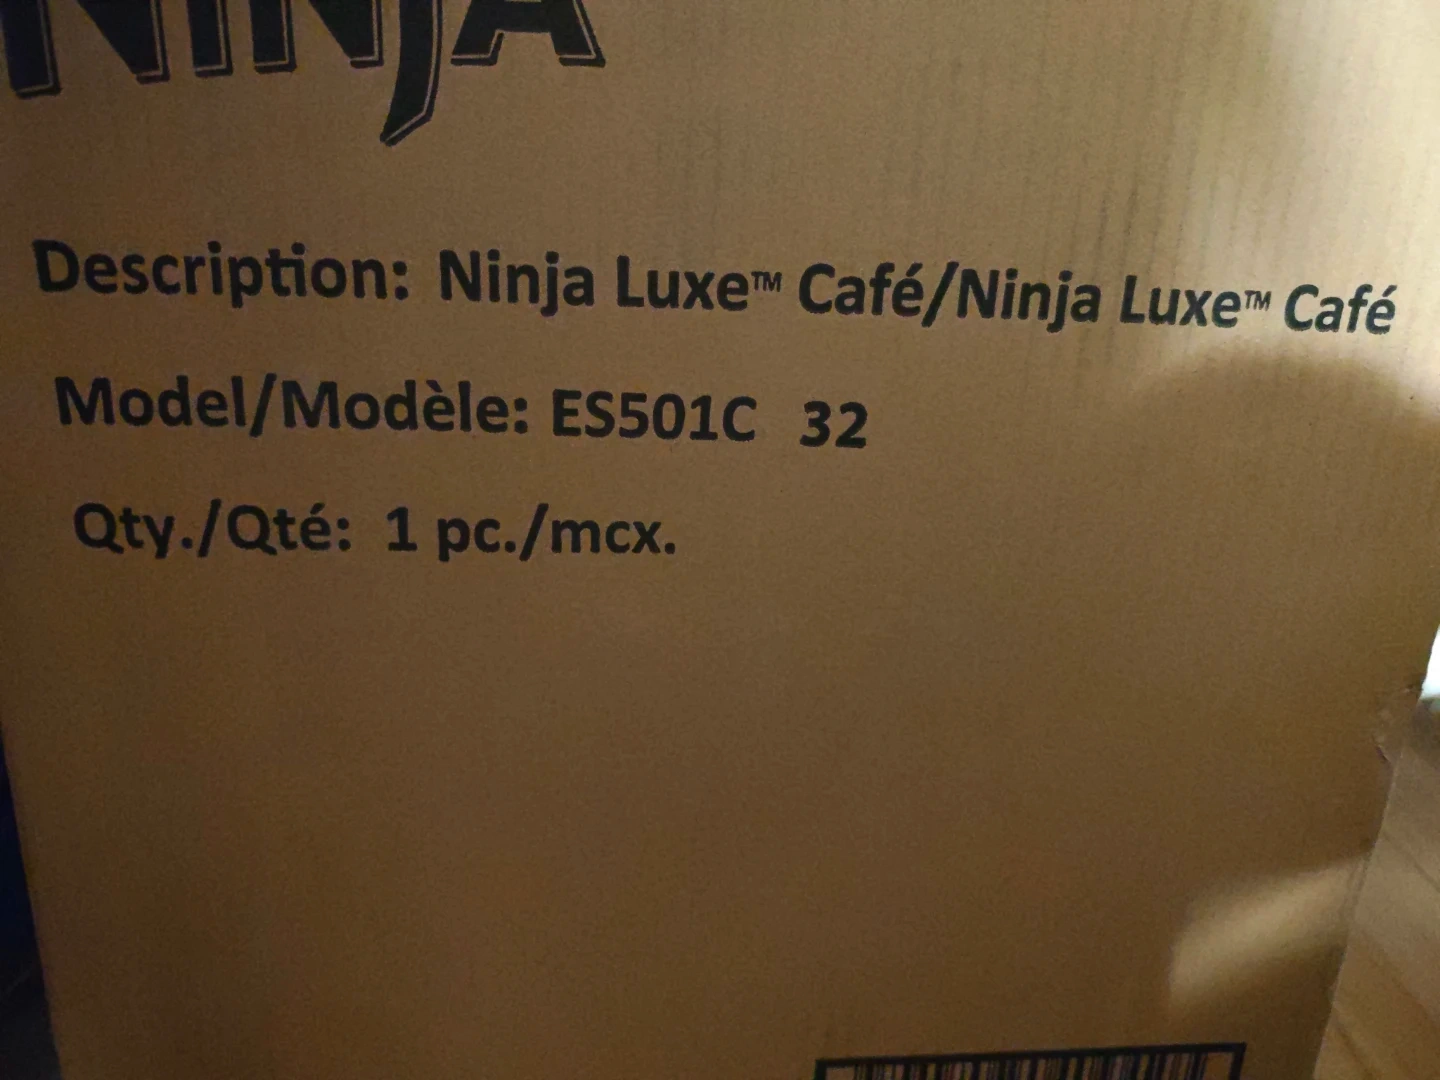 NINJA
Description: Ninja Luxe™ Café/Ninja Luxe™ Café
Model/Modèle: ES501C 32
Qty./Qté: 1 pc./mcx.